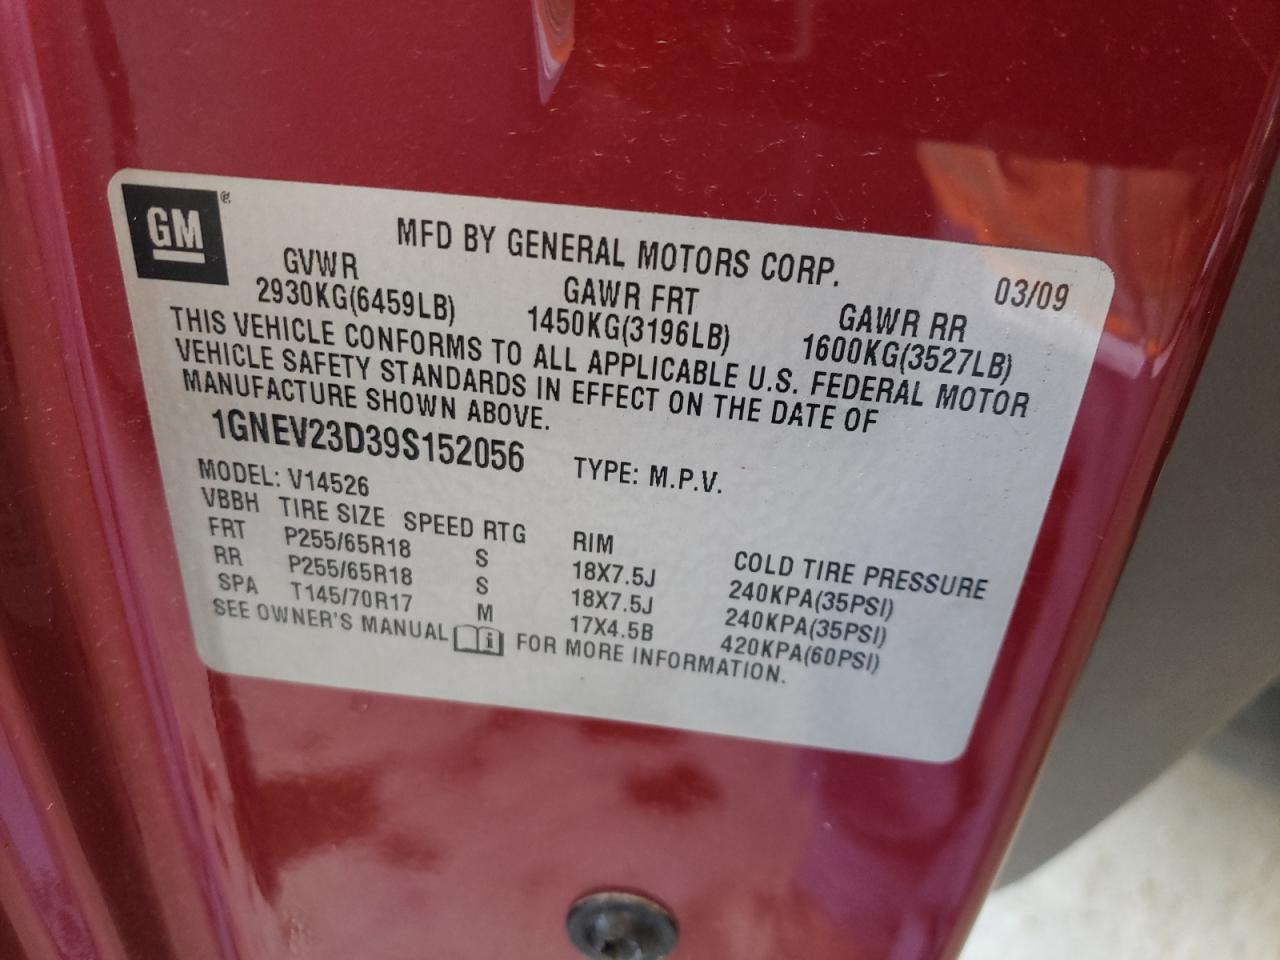 GM®
MFD BY GENERAL MOTORS CORP.
03/09
GVWR GAWR FRT GAWR RR
2930KG(6459LB) 1450KG(3196LB) 1600KG(3527LB)
THIS VEHICLE CONFORMS TO ALL APPLICABLE U.S. FEDERAL MOTOR
VEHICLE SAFETY STANDARDS IN EFFECT ON THE DATE OF
MANUFACTURE SHOWN ABOVE.
1GNEV23D39S152056 TYPE: M.P.V.
MODEL: V14526
VBBH TIRE SIZE SPEED RTG RIM COLD TIRE PRESSURE
FRT P255/65R18 S 18X7.5J 240KPA(35PSI)
RR P255/65R18 S 18X7.5J 240KPA(35PSI)
SPA T145/70R17 M 17X4.5B 420KPA(60PSI)
SEE OWNER'S MANUAL i FOR MORE INFORMATION.